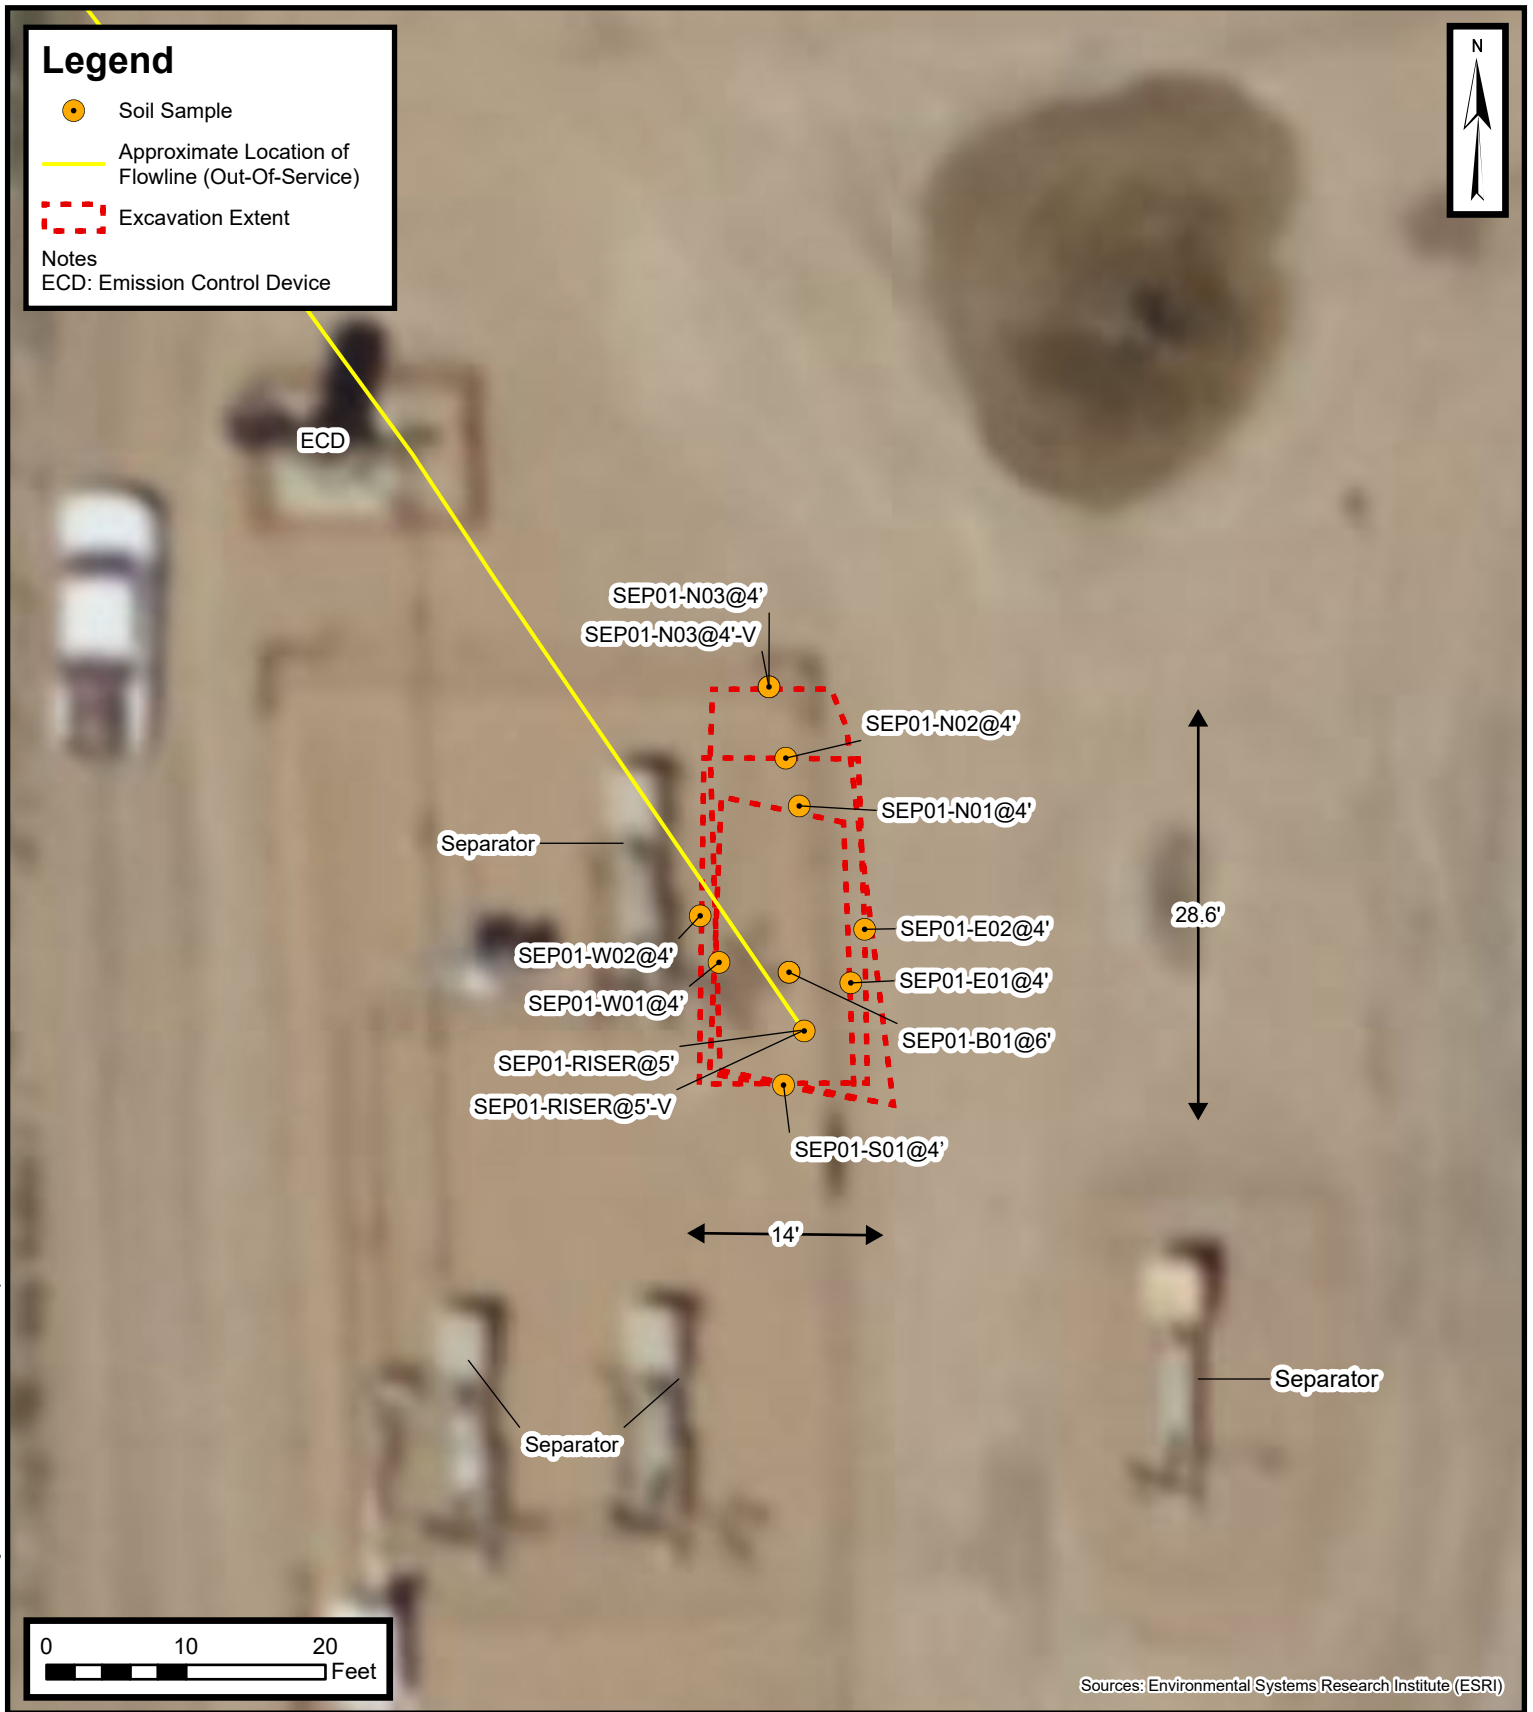 Legend
Soil Sample
Approximate Location of
Flowline (Out-Of-Service)
Excavation Extent
Notes
ECD: Emission Control Device
N
ECD
SEP01-N03@4'
SEP01-N03@4'-V
SEP01-N02@4'
SEP01-N01@4'
Separator
28.6'
SEP01-E02@4'
SEP01-W02@4'
SEP01-E01@4'
SEP01-W01@4'
SEP01-B01@6'
SEP01-RISER@5'
SEP01-RISER@5'-V
SEP01-S01@4'
14'
Separator
Separator
0 10 20
Feet
Sources: Environmental Systems Research Institute (ESRI)